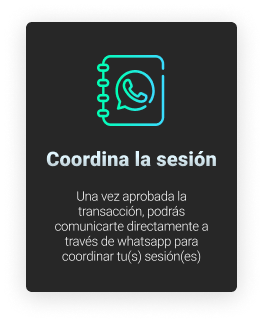 Coordina la sesión
Una vez aprobada la
transacción, podrás
comunicarte directamente a
través de whatsapp para
coordinar tu(s) sesión(es)